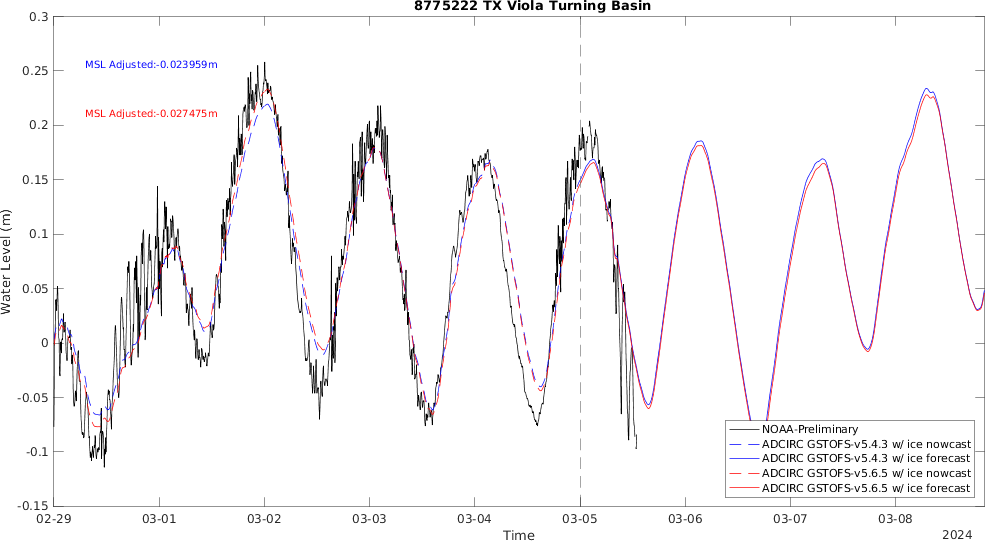 8775222 TX Viola Turning Basin
MSL Adjusted:-0.023959m
MSL Adjusted:-0.027475m
Water Level (m)
0.3
0.25
0.2
0.15
0.1
0.05
0
-0.05
-0.1
-0.15
02-29
03-01
03-02
03-03
03-04
03-05
03-06
03-07
03-08
Time
2024
NOAA-Preliminary
ADCIRC GSTOFS-v5.4.3 w/ ice nowcast
ADCIRC GSTOFS-v5.4.3 w/ ice forecast
ADCIRC GSTOFS-v5.6.5 w/ ice nowcast
ADCIRC GSTOFS-v5.6.5 w/ ice forecast